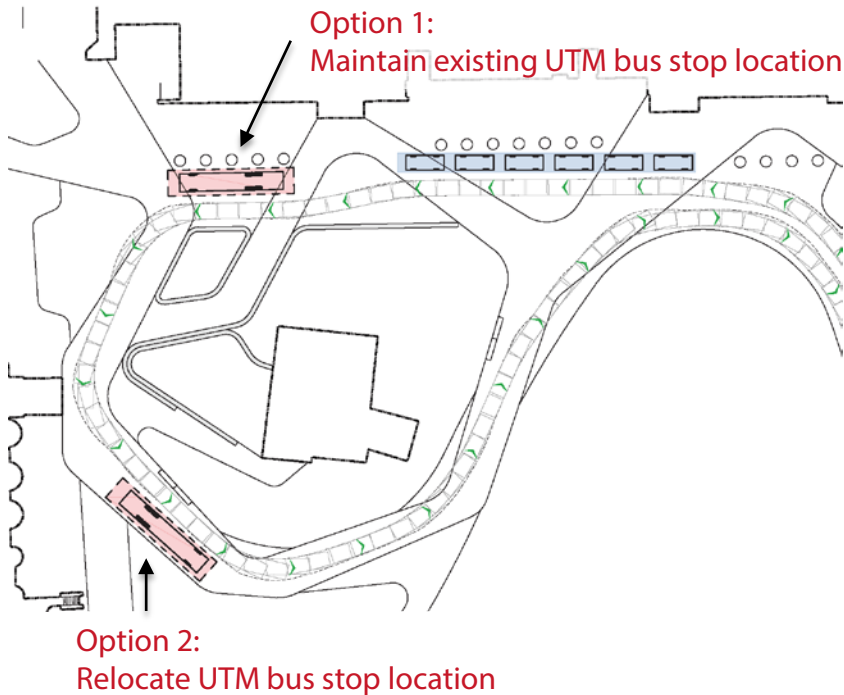 Option 1:
Maintain existing UTM bus stop location
Option 2:
Relocate UTM bus stop location